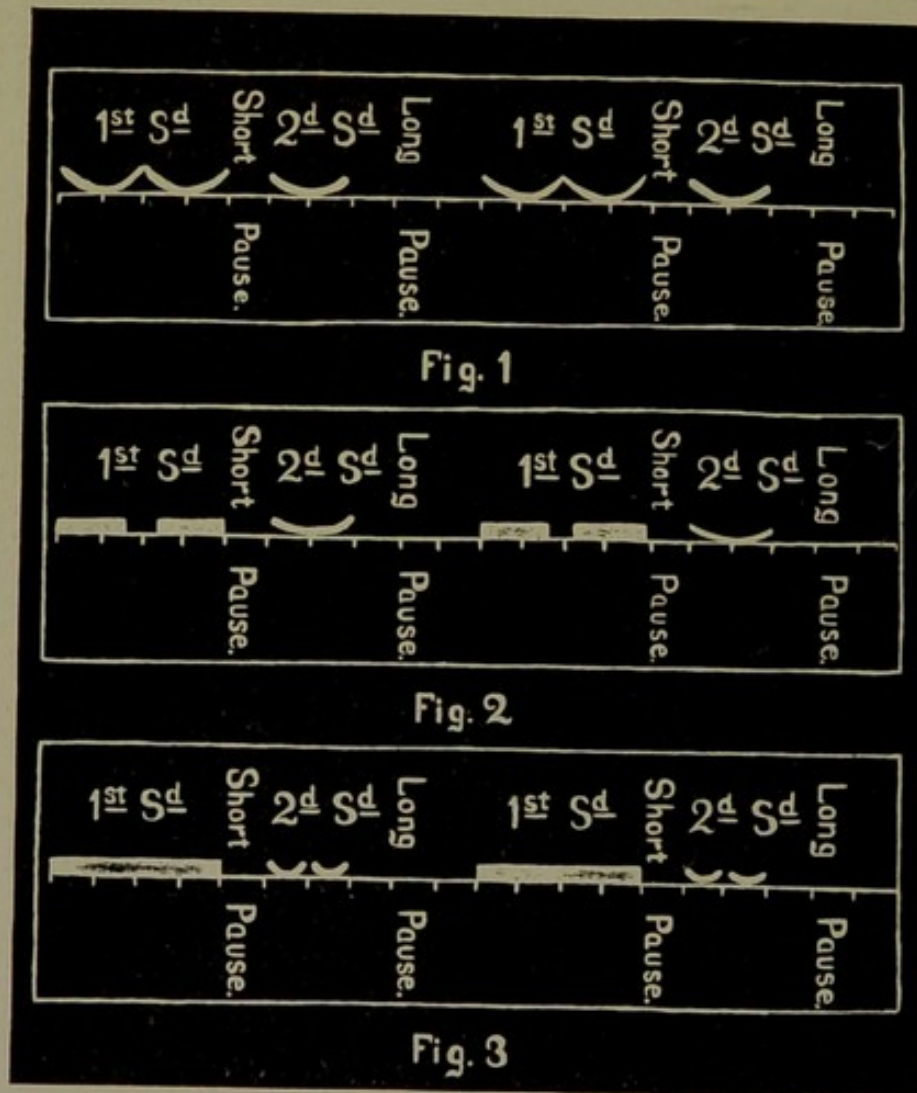 1st Sd Short Pause. 2d Sd Long Pause. 1st Sd Short Pause. 2d Sd Long Pause.
Fig. 1
1st Sd Short Pause. 2d Sd Long Pause. 1st Sd Short Pause. 2d Sd Long Pause.
Fig. 2
1st Sd Short Pause. 2d Sd Long Pause. 1st Sd Short Pause. 2d Sd Long Pause.
Fig. 3